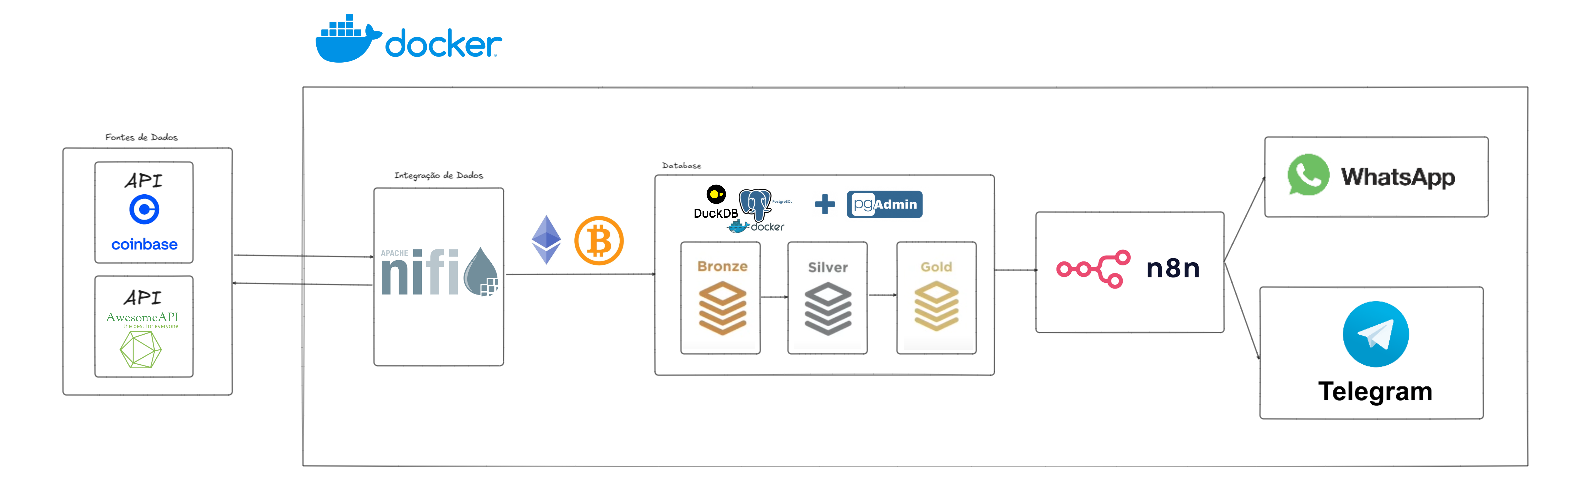 docker
Fontes de Dados
API
coinbase
API
AwesomeAPI
Integração de Dados
APACHE
nifi
Database
DuckDB
PostgreSQL
docker
pgAdmin
Bronze
Silver
Gold
n8n
WhatsApp
Telegram